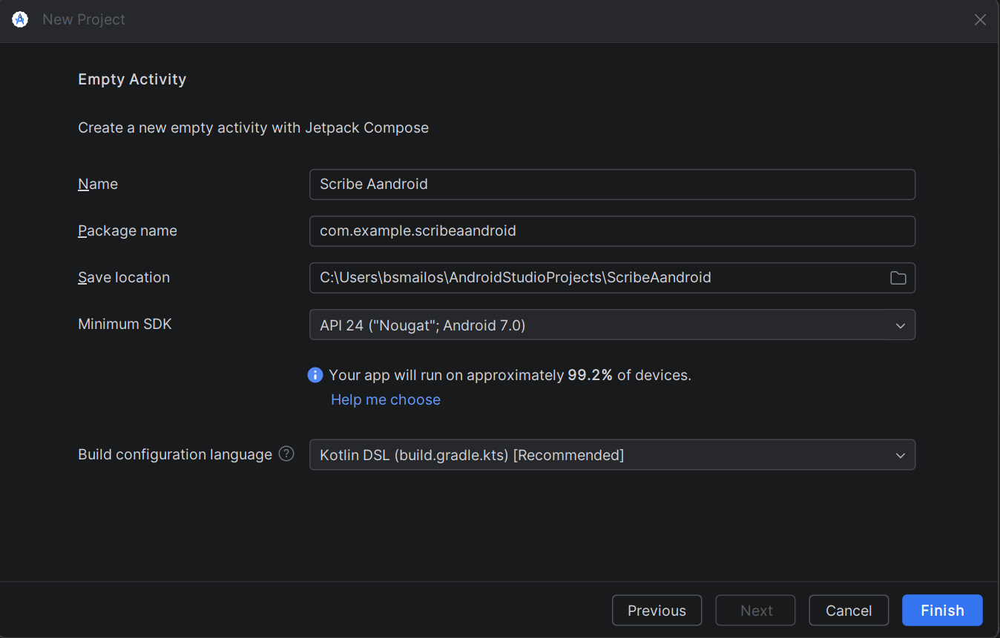 New Project
Empty Activity
Create a new empty activity with Jetpack Compose
Name
Scribe Aandroid
Package name
com.example.scribeaandroid
Save location
C:\Users\bsmailos\AndroidStudioProjects\ScribeAandroid
Minimum SDK
API 24 ("Nougat"; Android 7.0)
Your app will run on approximately 99.2% of devices.
Help me choose
Build configuration language ?
Kotlin DSL (build.gradle.kts) [Recommended]
Previous
Next
Cancel
Finish